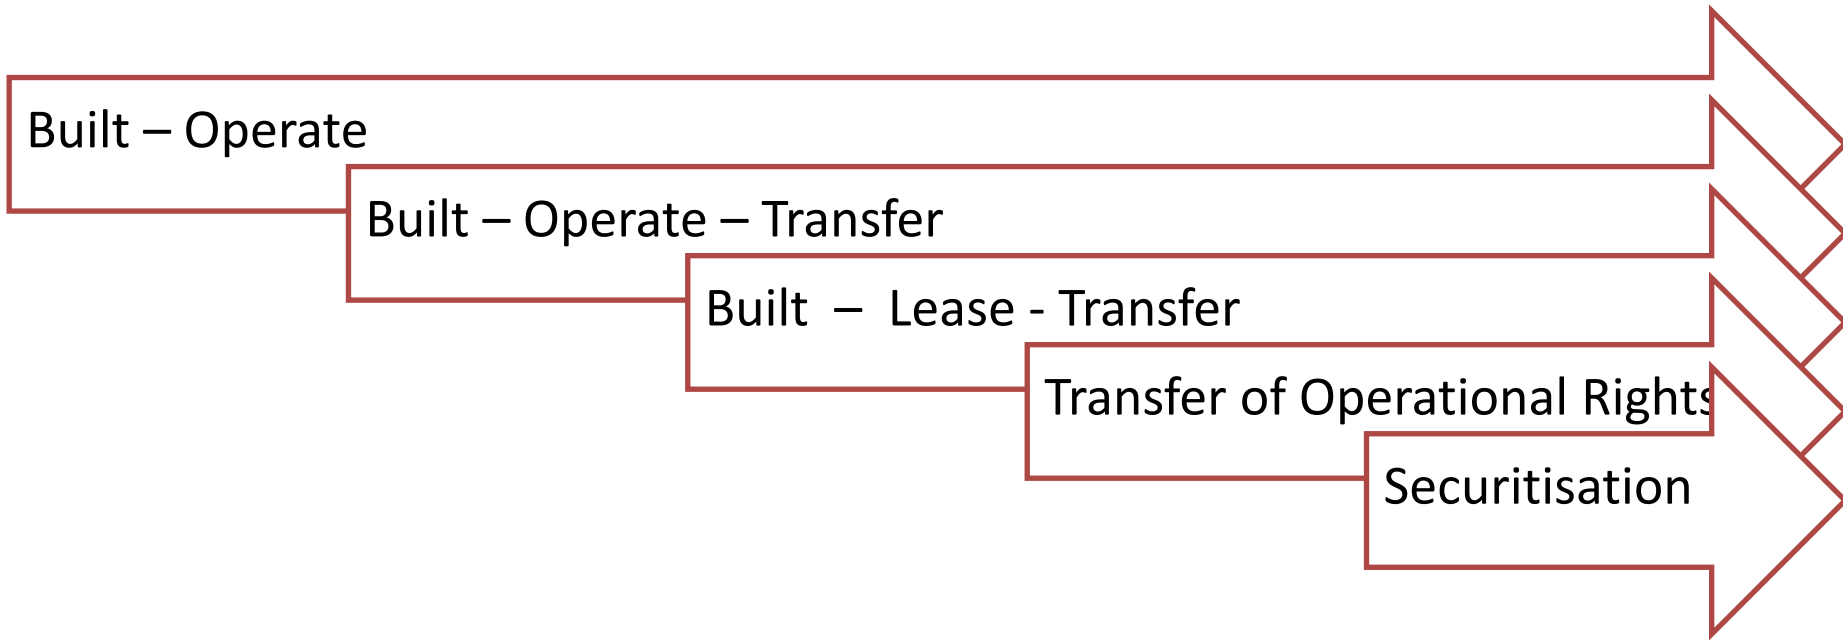 Built – Operate
Built – Operate – Transfer
Built – Lease - Transfer
Transfer of Operational Rights
Securitisation